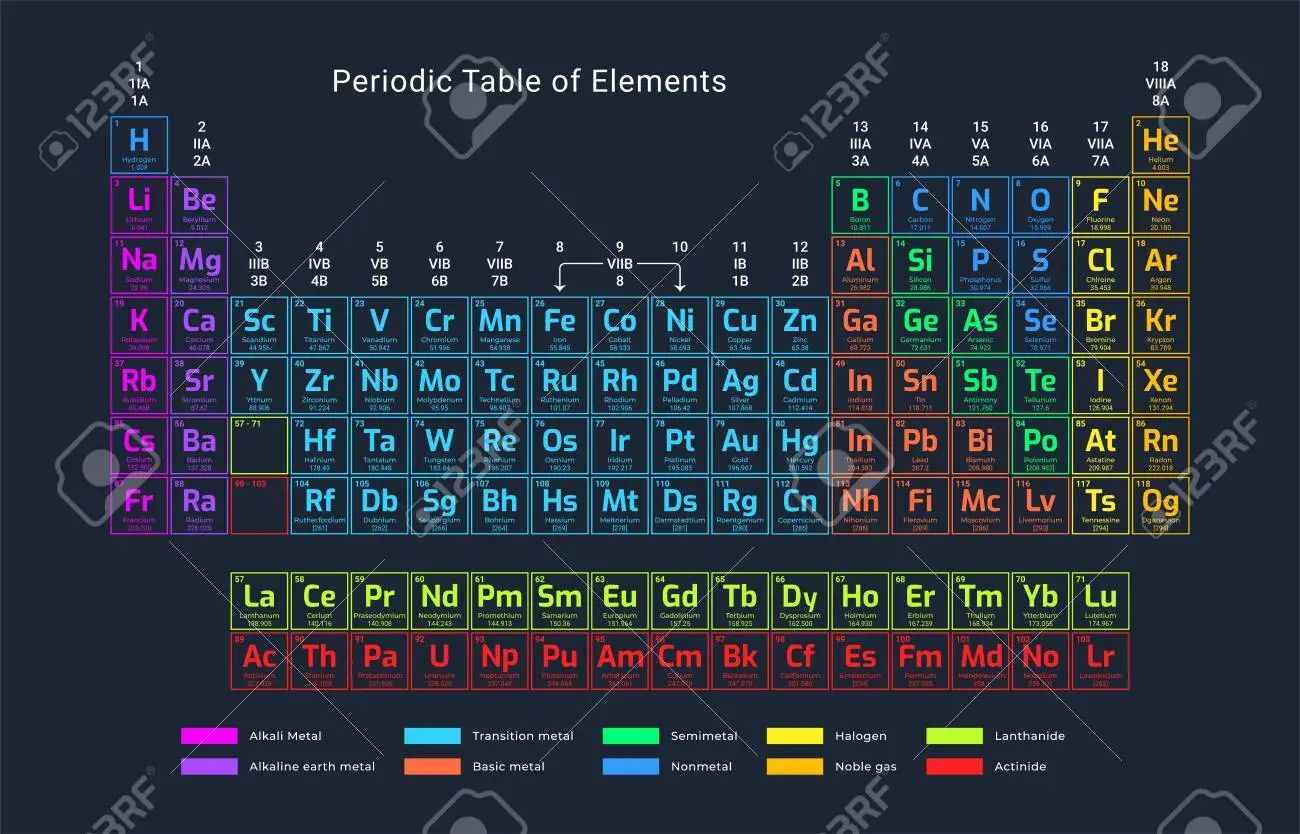 Periodic Table of Elements
1 18
1IA VIIIA
1A 8A
1 2
H He
Hydrogen Helium
1.008 4.003
2 13 14 15 16 17
IIA IIIA IVA VA VIA VIIA
2A 3A 4A 5A 6A 7A
3 4 5 6 7 8 9 10
Li Be B C N O F Ne
Lithium Beryllium Boron Carbon Nitrogen Oxygen Fluorine Neon
6.941 9.012 10.811 12.011 14.007 15.999 18.998 20.180
3 4 5 6 7 8 9 10 11 12
IIIB IVB VB VIB VIIB VIIB IB IIB
3B 4B 5B 6B 7B 8 1B 2B
11 12 13 14 15 16 17 18
Na Mg Al Si P S Cl Ar
Sodium Magnesium Aluminum Silicon Phosphorus Sulfur Chlroine Argon
22.99 24.305 26.982 28.086 30.974 32.066 35.453 39.948
19 20 21 22 23 24 25 26 27 28 29 30 31 32 33 34 35 36
K Ca Sc Ti V Cr Mn Fe Co Ni Cu Zn Ga Ge As Se Br Kr
Potassium Calcium Scandium Titanium Vanadium Chromium Manganese Iron Cobalt Nickel Copper Zinc Gallium Germanium Arsenic Selenium Bromine Krypton
39.098 40.078 44.956 47.867 50.942 51.996 54.938 55.845 58.933 58.693 63.546 65.38 69.723 72.631 74.922 78.971 79.904 83.789
37 38 39 40 41 42 43 44 45 46 47 48 49 50 51 52 53 54
Rb Sr Y Zr Nb Mo Tc Ru Rh Pd Ag Cd In Sn Sb Te I Xe
Rubidium Strontium Yttrium Zirconium Niobium Molybdenum Technetium Ruthenium Rhodium Palladium Silver Cadmium Indium Tin Antimony Tellurium Iodine Xenon
85.468 87.62 88.906 91.224 92.906 95.95 98.907 101.07 102.906 106.42 107.868 112.414 114.818 118.711 121.760 127.6 126.904 131.294
55 56 57 - 71 72 73 74 75 76 77 78 79 80 81 82 83 84 85 86
Cs Ba Hf Ta W Re Os Ir Pt Au Hg In Pb Bi Po At Rn
Cesium Barium Hafnium Tantalum Tungsten Rhenium Osmium Iridium Platinum Gold Mercury Thallium Lead Bismuth Polonium Astatine Radon
132.905 137.328 178.49 180.948 183.84 186.207 190.23 192.217 195.085 196.967 200.592 204.383 207.2 208.980 [208.982] 209.987 222.018
87 88 90 - 103 104 105 106 107 108 109 110 111 112 113 114 115 116 117 118
Fr Ra Rf Db Sg Bh Hs Mt Ds Rg Cn Nh Fi Mc Lv Ts Og
Francium Radium Rutherfordium Dubnium Seaborgium Bohrium Hassium Meitnerium Darmstadtium Roentgenium Copernicium Nihonium Flerovium Moscovium Livermorium Tennessine Oganesson
223.020 226.025 [261] [262] [266] [264] [269] [278] [281] [280] [285] [286] [289] [286] [293] [294] [294]
57 58 59 60 61 62 63 64 65 66 67 68 69 70 71
La Ce Pr Nd Pm Sm Eu Gd Tb Dy Ho Er Tm Yb Lu
Lanthanum Cerium Praseodymium Neodymium Promethium Samarium Europium Gadolinium Terbium Dysprosium Holmium Erbium Thulium Ytterbium Lutetium
138.905 140.116 140.908 144.243 144.913 150.36 151.964 157.25 158.925 162.500 164.930 167.259 168.934 173.055 174.967
89 90 91 92 93 94 95 96 97 98 99 100 101 102 103
Ac Th Pa U Np Pu Am Cm Bk Cf Es Fm Md No Lr
Actinium Thorium Protactinium Uranium Neptunium Plutonium Americium Curium Berkelium Californium Einsteinium Fermium Mendelevium Nobelium Lawrencium
Alkali Metal Transition metal Semimetal Halogen Lanthanide
Alkaline earth metal Basic metal Nonmetal Noble gas Actinide
123RF